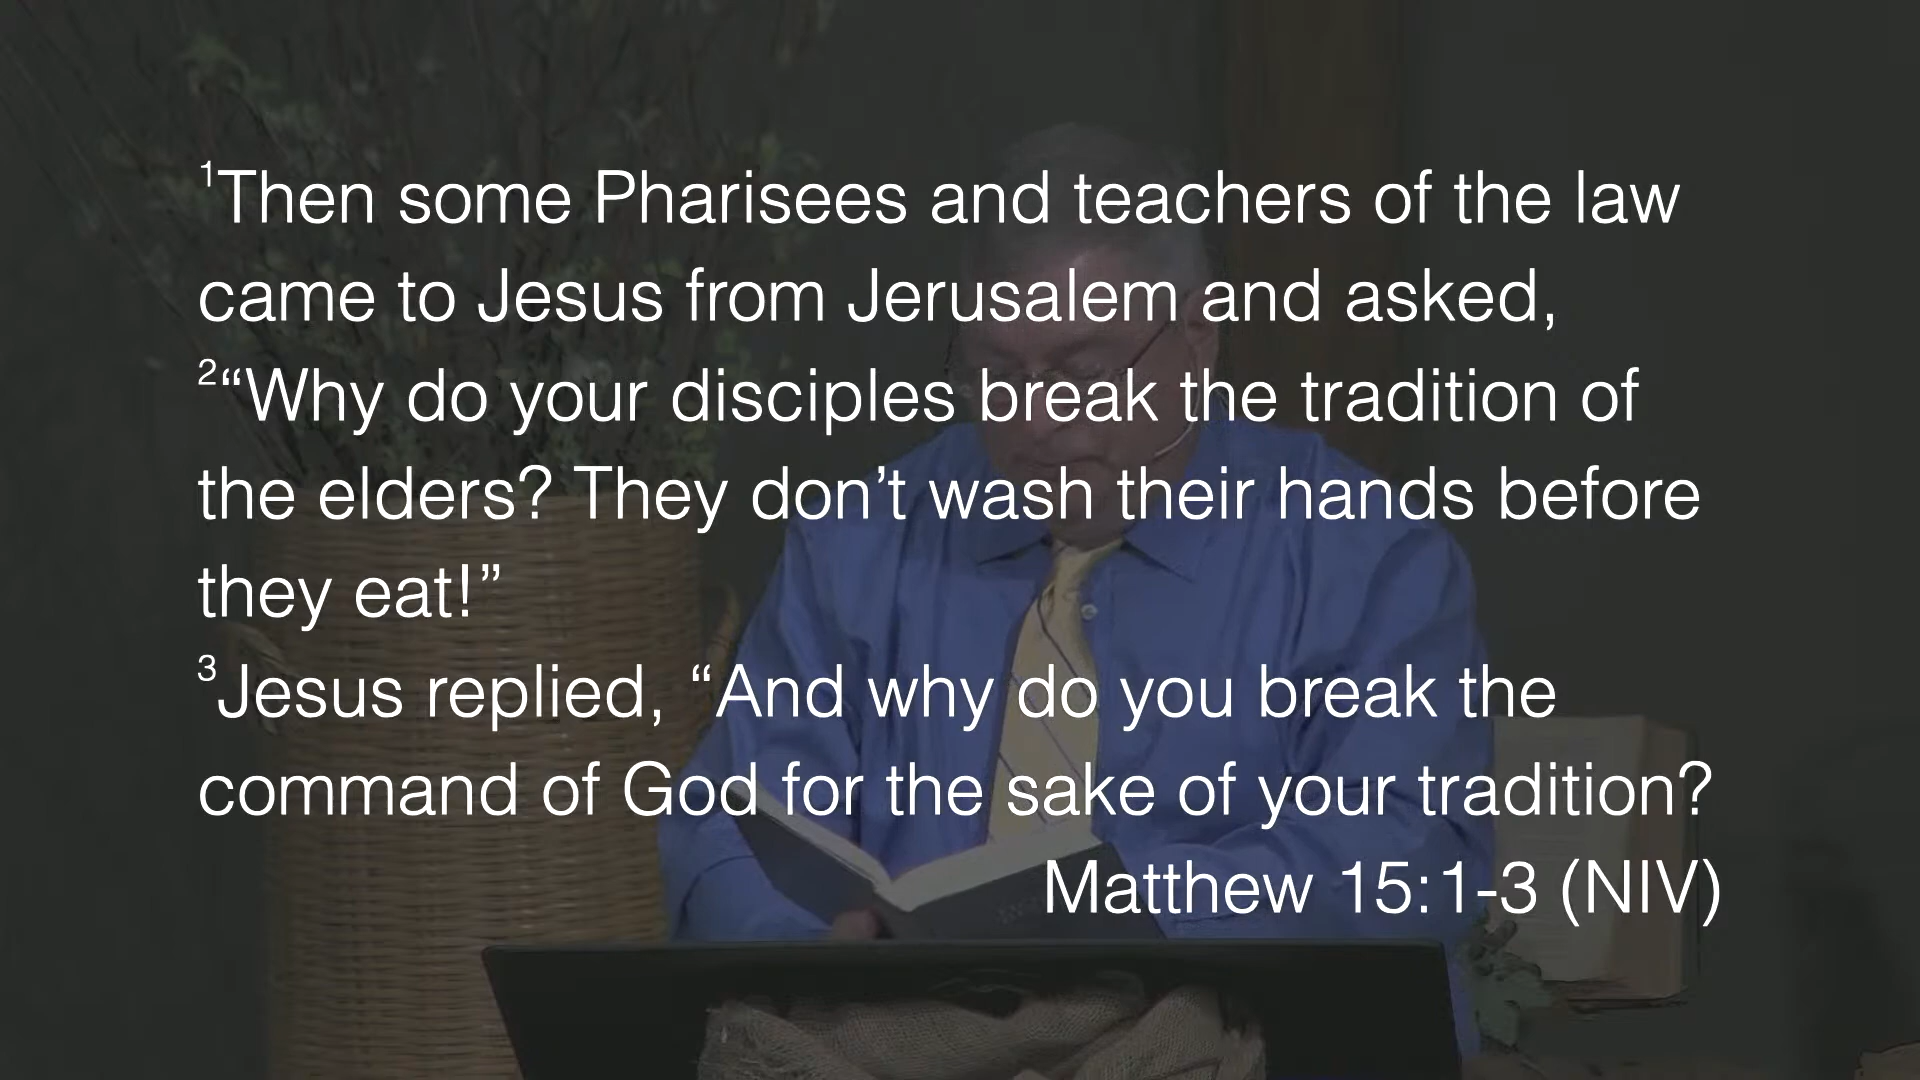 ¹Then some Pharisees and teachers of the law
came to Jesus from Jerusalem and asked,
²“Why do your disciples break the tradition of
the elders? They don’t wash their hands before
they eat!”
³Jesus replied, “And why do you break the
command of God for the sake of your tradition?
Matthew 15:1-3 (NIV)